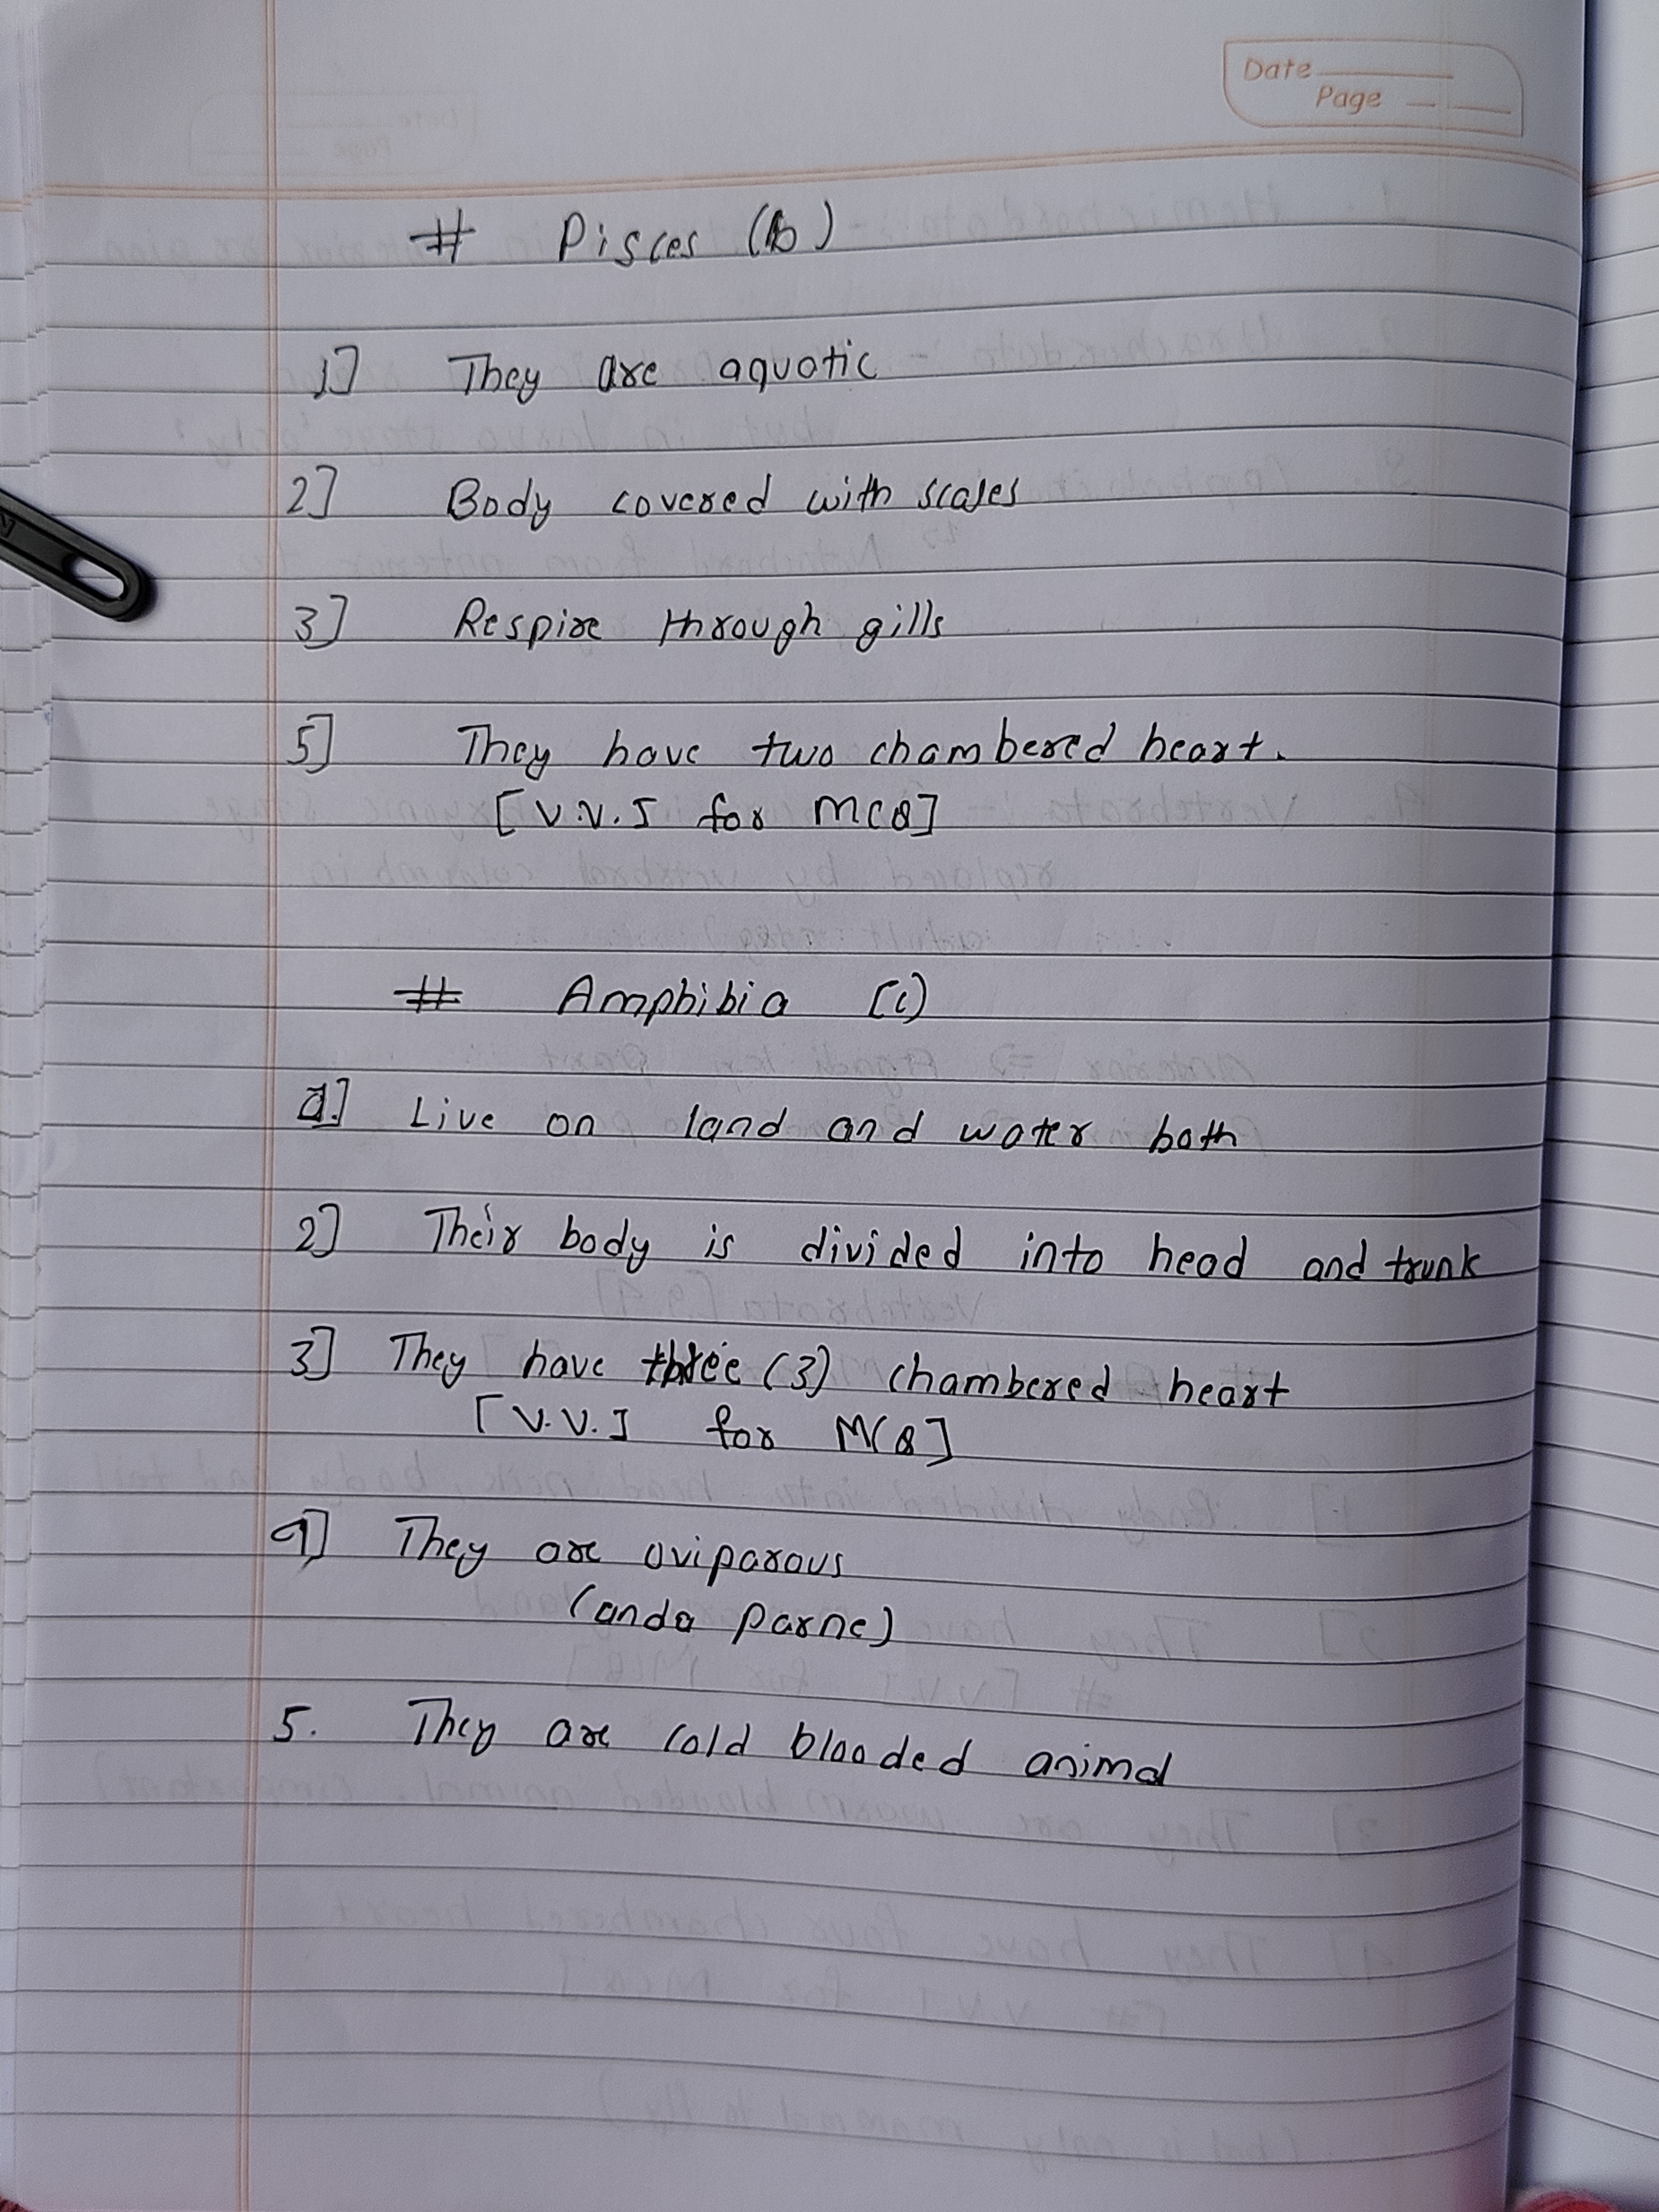 Date
Page
# Pisces (b)
1] They are aquatic
2] Body covered with scales
3] Respire through gills
5] They have two chambered heart.
[V.V.I for MCQ]
# Amphibia [c)
1] Live on land and water both
2] Their body is divided into head and trunk
3] They have three (3) chambered heart
[V.V.I for MCQ]
4] They are oviparous
(anda parne)
5. They are cold blooded animal